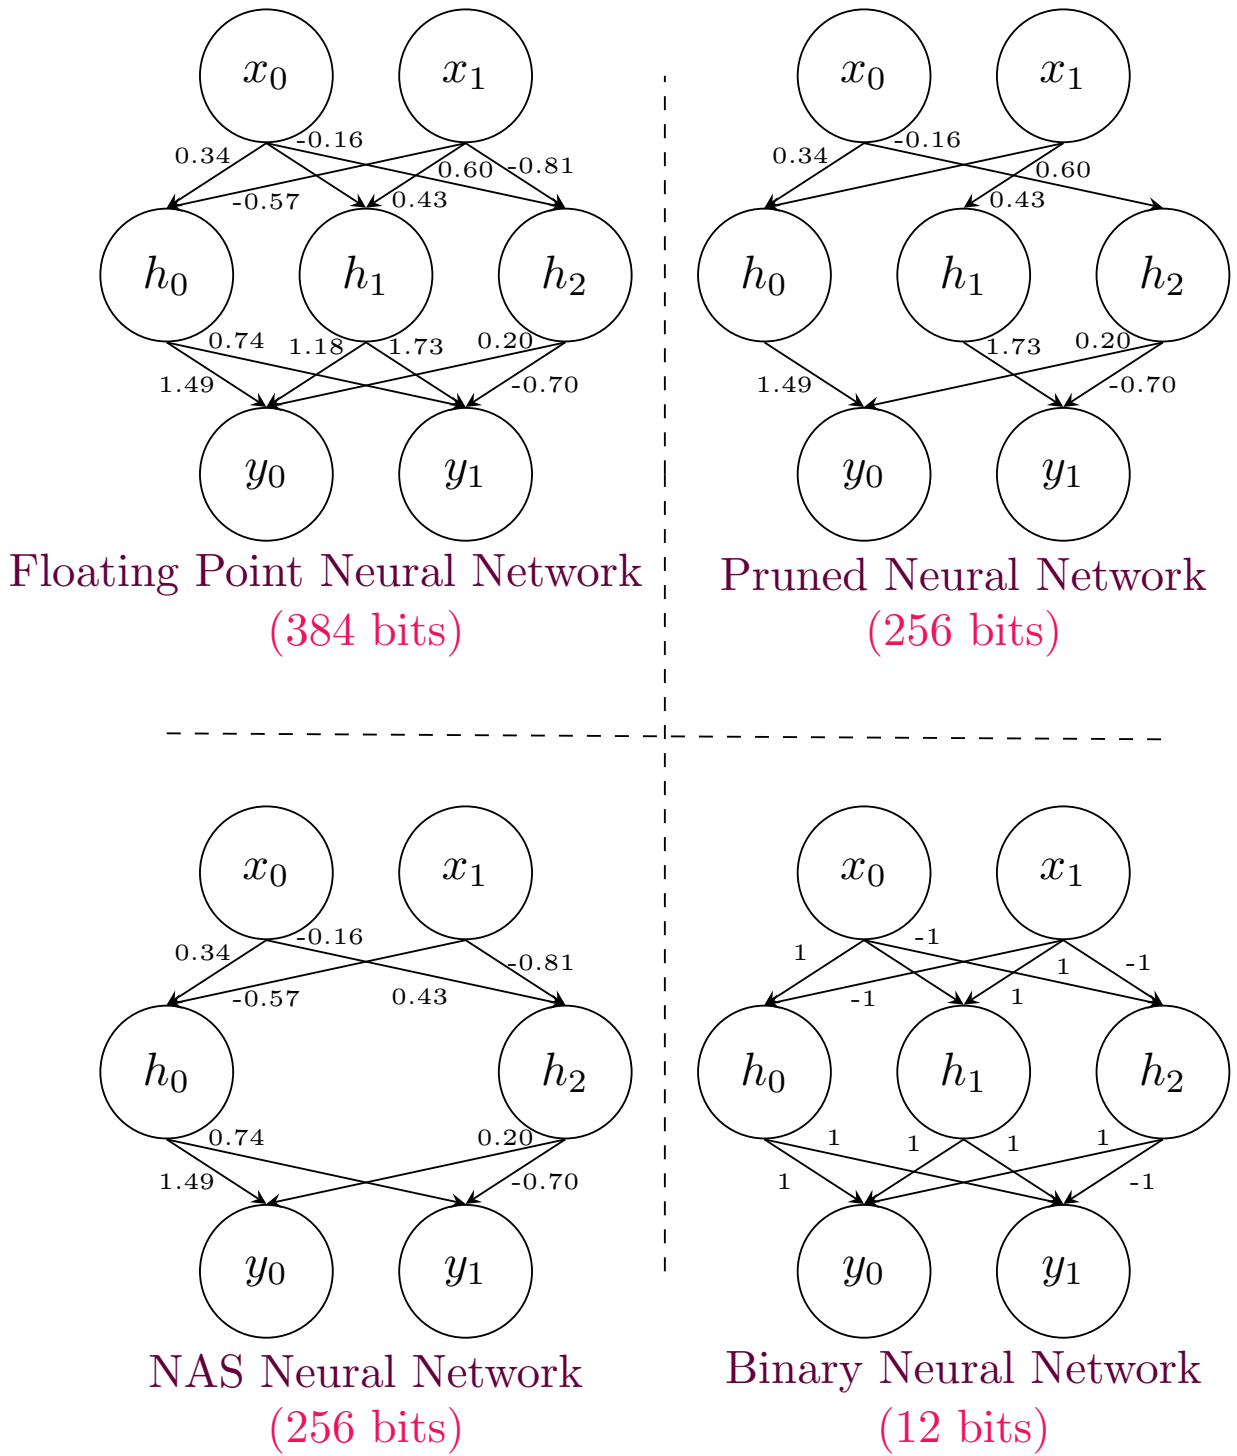 x₀ x₁
0.34 -0.16 0.60 -0.81
-0.57 0.43
h₀ h₁ h₂
0.74 1.18 1.73 0.20
1.49 -0.70
y₀ y₁
Floating Point Neural Network
(384 bits)
x₀ x₁
0.34 -0.16 0.60
0.43
h₀ h₁ h₂
1.73 0.20
1.49 -0.70
y₀ y₁
Pruned Neural Network
(256 bits)
x₀ x₁
0.34 -0.16 -0.81
-0.57 0.43
h₀ h₂
0.74 0.20
1.49 -0.70
y₀ y₁
NAS Neural Network
(256 bits)
x₀ x₁
1 -1 1 -1
-1 1
h₀ h₁ h₂
1 1 1 1
1 -1
y₀ y₁
Binary Neural Network
(12 bits)